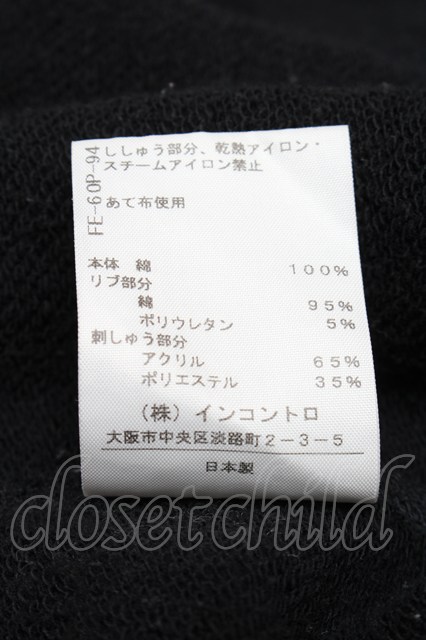 FE-60P-94
ししゅう部分、乾熱アイロン・
スチームアイロン禁止
あて布使用
本体 綿 100%
リブ部分
綿 95%
ポリウレタン 5%
刺しゅう部分
アクリル 65%
ポリエステル 35%
(株)インコントロ
大阪市中央区淡路町2-3-5
日本製
closet child